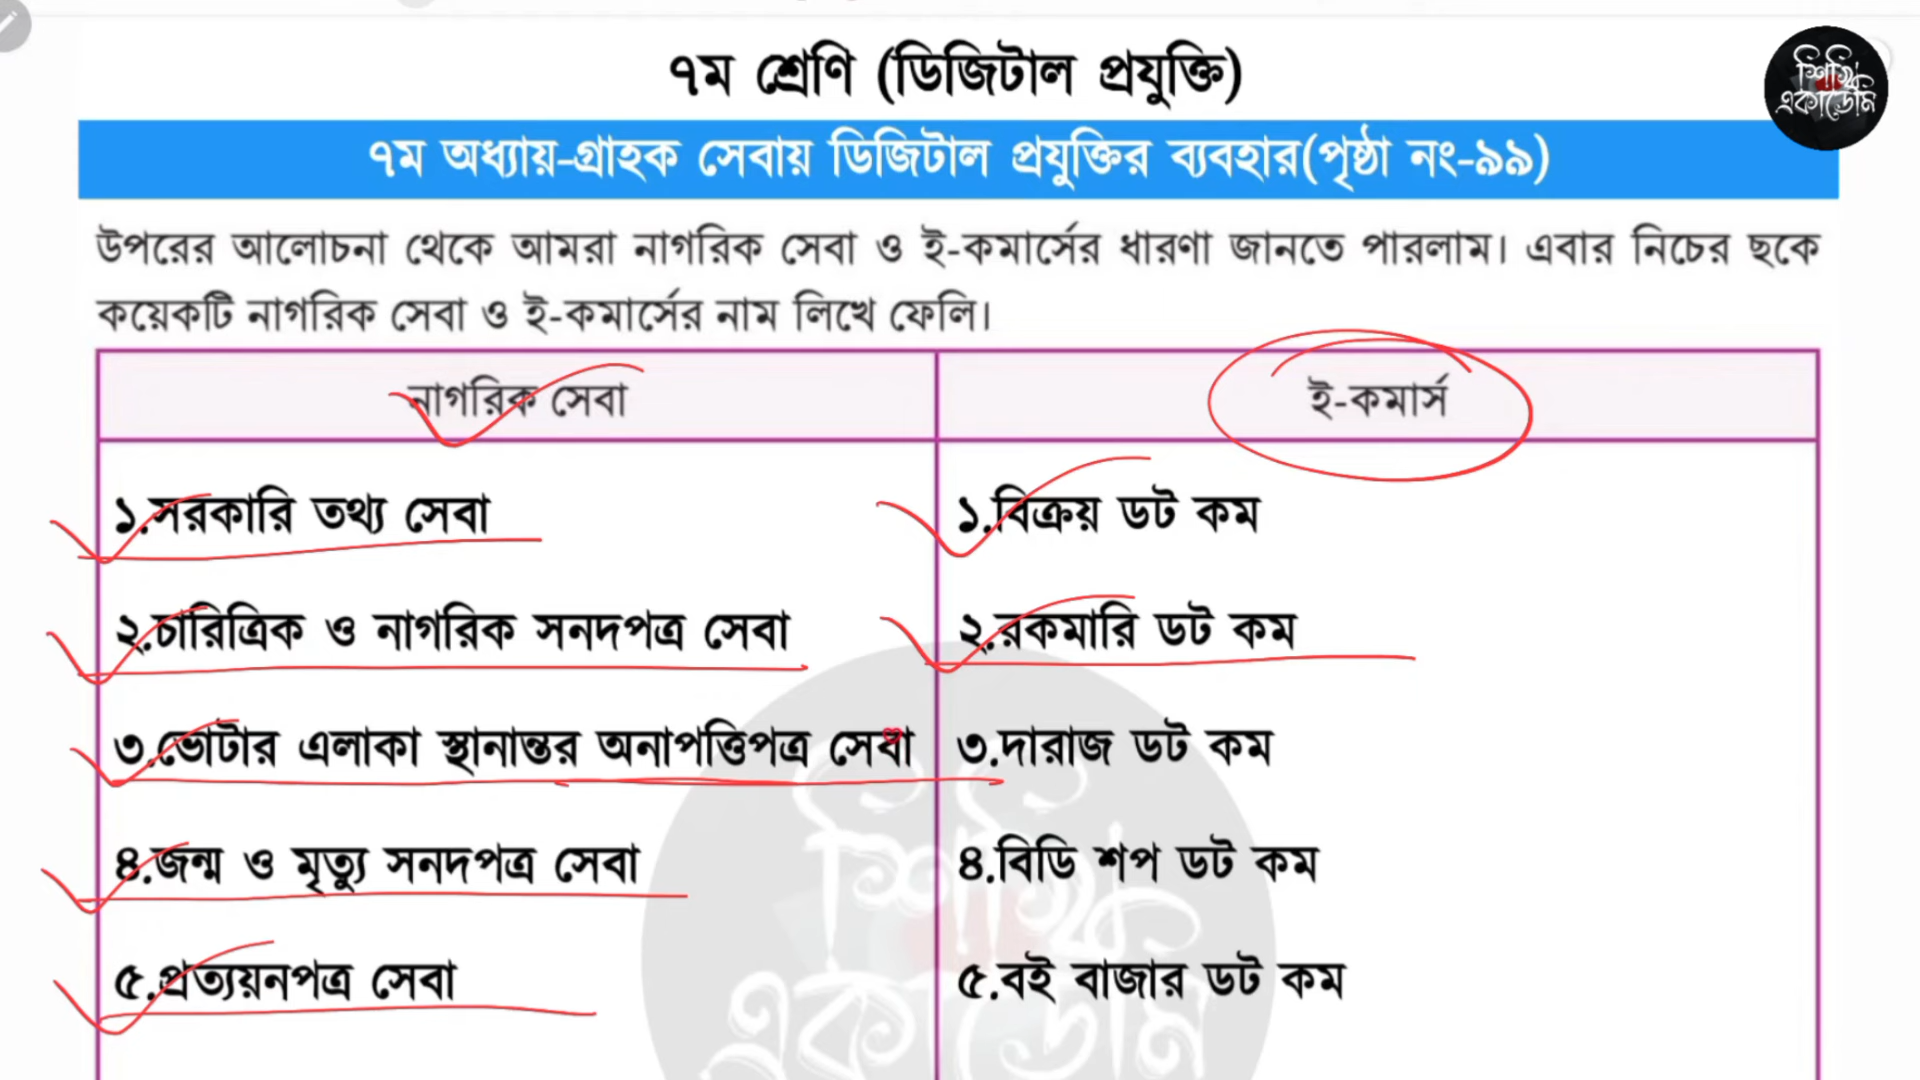 ৭ম শ্রেণি (ডিজিটাল প্রযুক্তি)
শিখি
একাডেমি
৭ম অধ্যায়-গ্রাহক সেবায় ডিজিটাল প্রযুক্তির ব্যবহার(পৃষ্ঠা নং-৯৯)
উপরের আলোচনা থেকে আমরা নাগরিক সেবা ও ই-কমার্সের ধারণা জানতে পারলাম। এবার নিচের ছকে
কয়েকটি নাগরিক সেবা ও ই-কমার্সের নাম লিখে ফেলি।
নাগরিক সেবা
ই-কমার্স
১.সরকারি তথ্য সেবা
১.বিক্রয় ডট কম
২.চারিত্রিক ও নাগরিক সনদপত্র সেবা
২.রকমারি ডট কম
৩.ভোটার এলাকা স্থানান্তর অনাপত্তিপত্র সেবা
৩.দারাজ ডট কম
৪.জন্ম ও মৃত্যু সনদপত্র সেবা
৪.বিডি শপ ডট কম
৫.প্রত্যয়নপত্র সেবা
৫.বই বাজার ডট কম
শিখি
একাডেমি